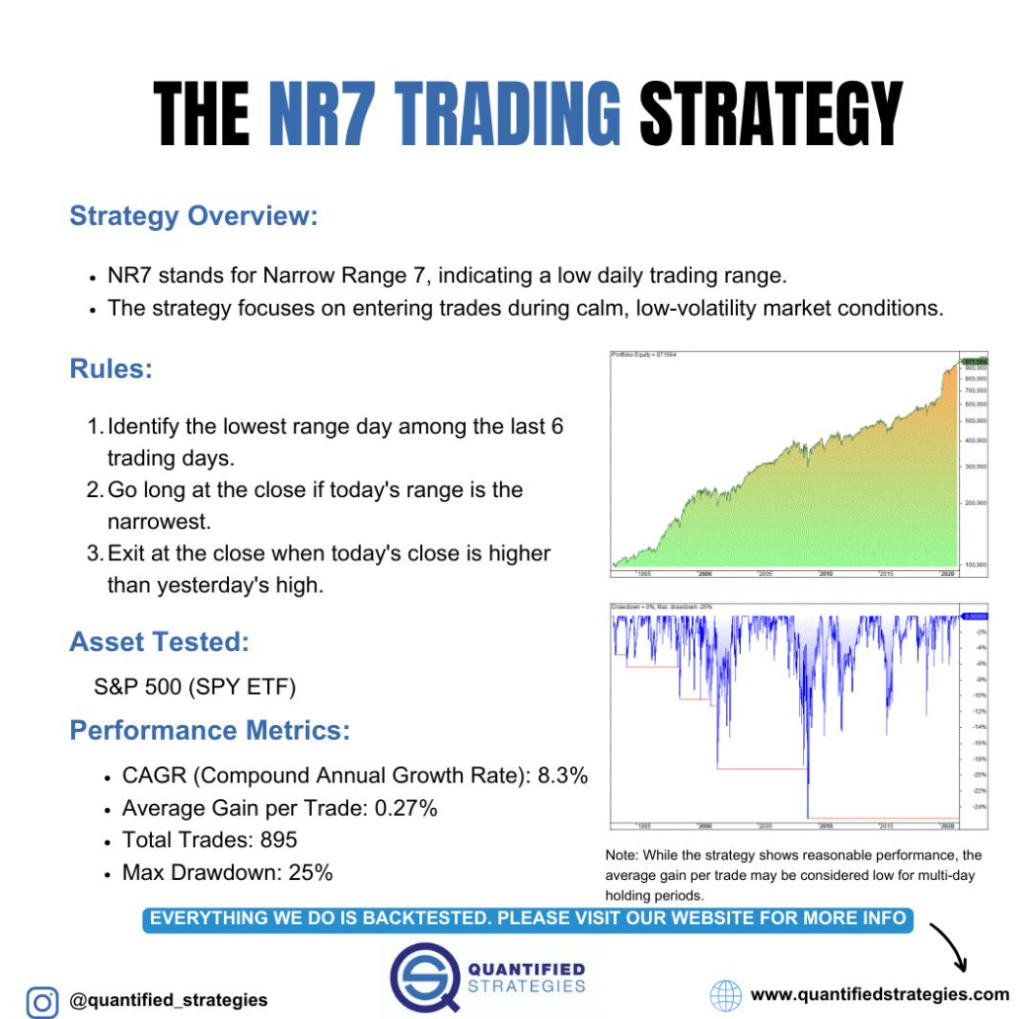 THE NR7 TRADING STRATEGY
Strategy Overview:
• NR7 stands for Narrow Range 7, indicating a low daily trading range.
• The strategy focuses on entering trades during calm, low-volatility market conditions.
Rules:
1. Identify the lowest range day among the last 6
trading days.
2. Go long at the close if today's range is the
narrowest.
3. Exit at the close when today's close is higher
than yesterday's high.
Asset Tested:
S&P 500 (SPY ETF)
Performance Metrics:
• CAGR (Compound Annual Growth Rate): 8.3%
• Average Gain per Trade: 0.27%
• Total Trades: 895
• Max Drawdown: 25%
Portfolio Equity = 971564
900,000
800,000
700,000
600,000
500,000
400,000
300,000
200,000
100,000
1995 2000 2005 2010 2015 2020
Drawdown = 0%, Max. drawdown -25%
-2%
-4%
-6%
-8%
-10%
-12%
-14%
-16%
-18%
-20%
-22%
-24%
1995 2000 2005 2010 2015 2020
Note: While the strategy shows reasonable performance, the
average gain per trade may be considered low for multi-day
holding periods.
EVERYTHING WE DO IS BACKTESTED. PLEASE VISIT OUR WEBSITE FOR MORE INFO
QUANTIFIED
STRATEGIES
@quantified_strategies
www.quantifiedstrategies.com